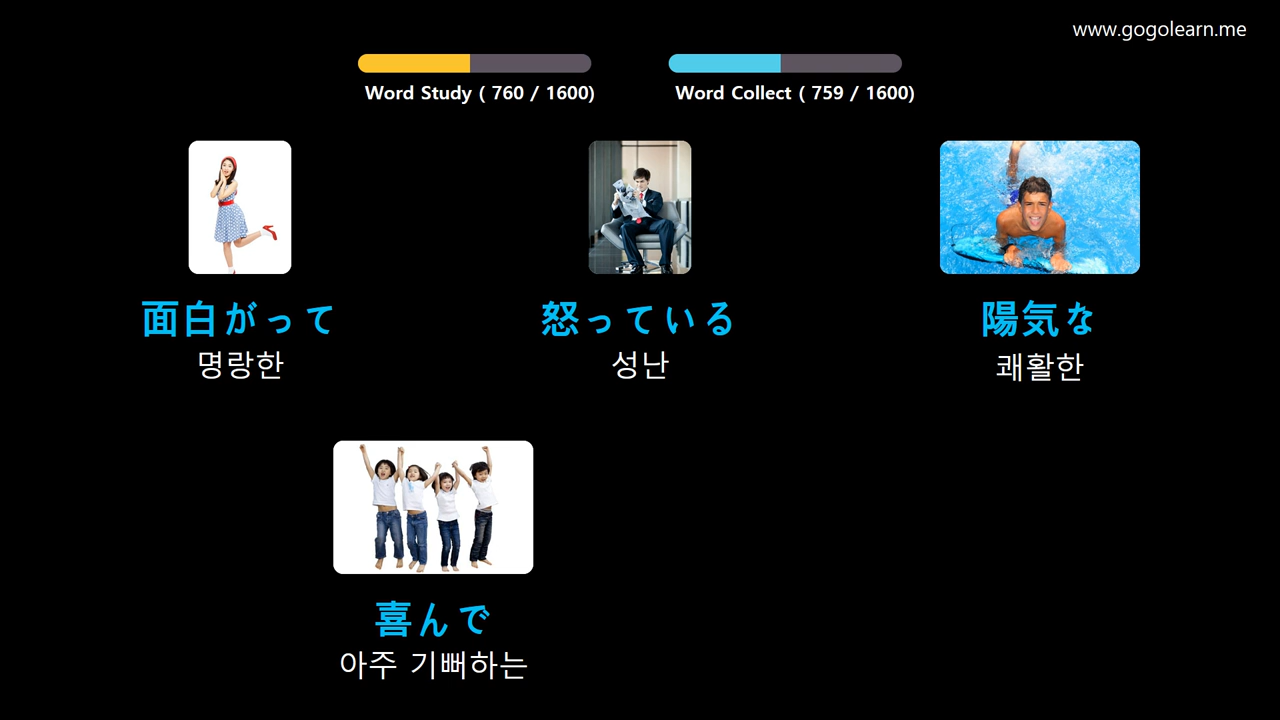 www.gogolearn.me
Word Study ( 760 / 1600)
Word Collect ( 759 / 1600)
面白がって
명랑한
怒っている
성난
陽気な
쾌활한
喜んで
아주 기뻐하는